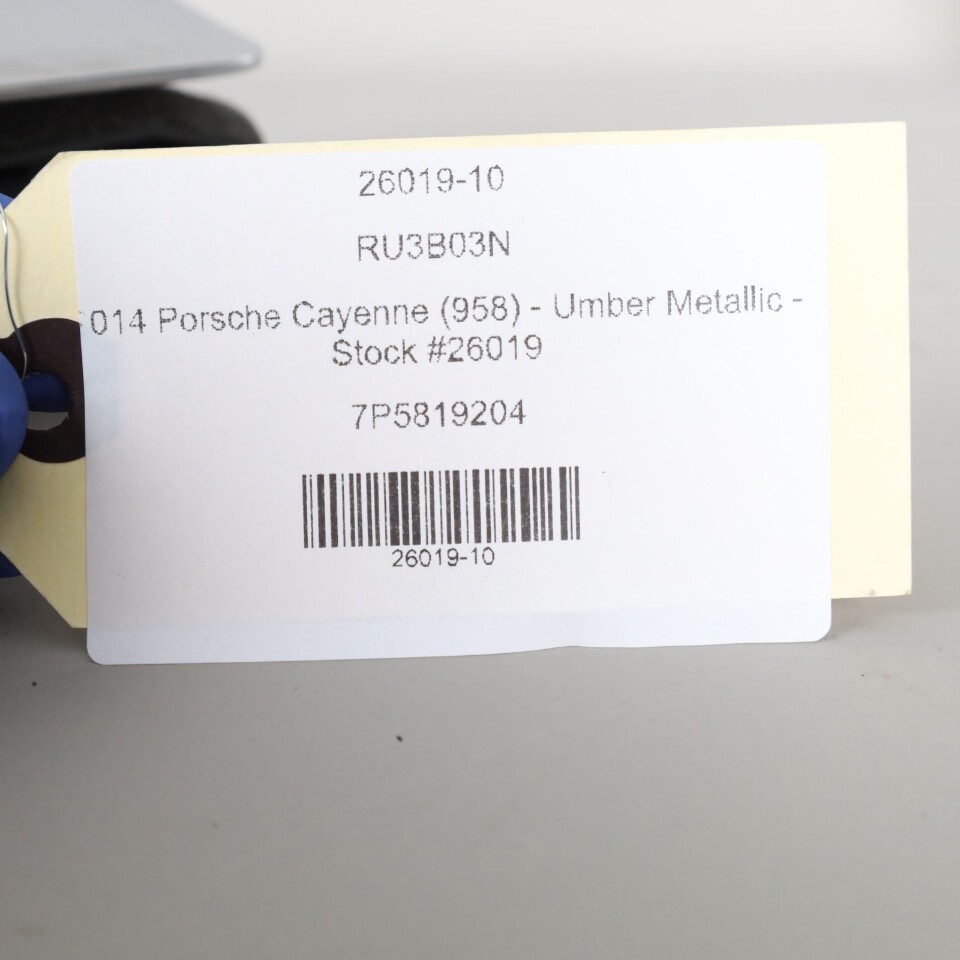 26019-10
RU3B03N
014 Porsche Cayenne (958) - Umber Metallic -
Stock #26019
7P5819204
26019-10